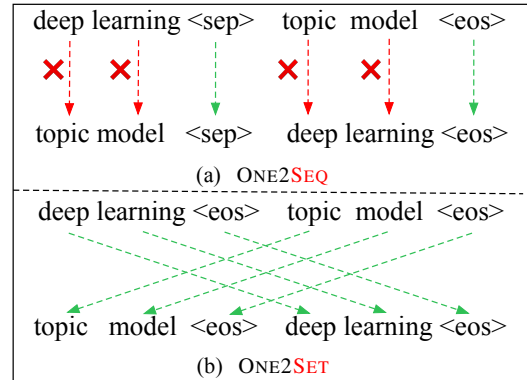 deep learning <sep> topic model <eos>
topic model <sep> deep learning <eos>
(a) ONE2SEQ
deep learning <eos> topic model <eos>
topic model <eos> deep learning <eos>
(b) ONE2SET